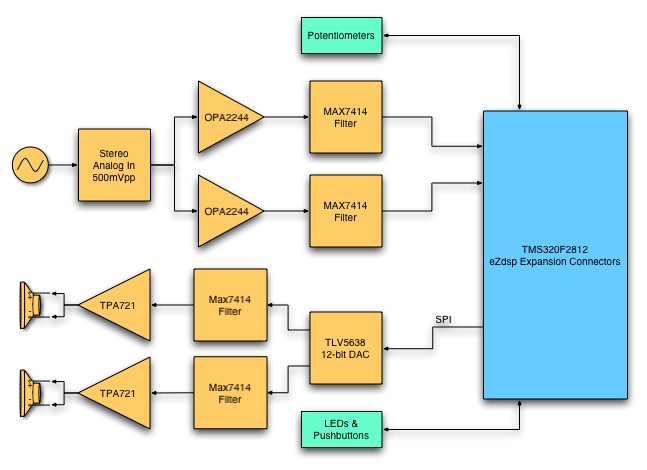 Potentiometers
OPA2244
MAX7414
Filter
Stereo
Analog In
500mVpp
OPA2244
MAX7414
Filter
TMS320F2812
eZdsp Expansion Connectors
TPA721
Max7414
Filter
SPI
TLV5638
12-bit DAC
TPA721
Max7414
Filter
LEDs &
Pushbuttons